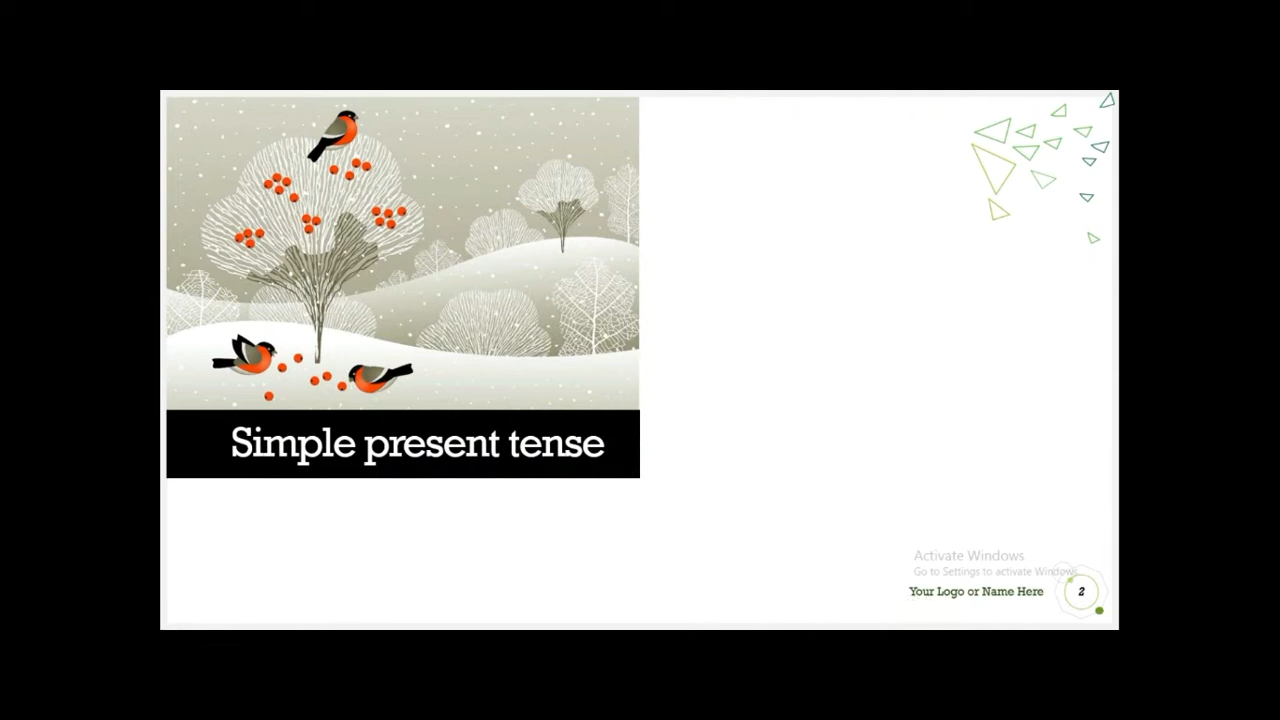 Simple present tense
Activate Windows
Go to Settings to activate Windows.
Your Logo or Name Here
2